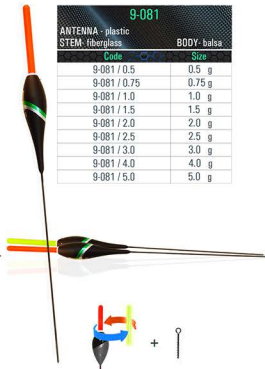 9-081
ANTENNA - plastic
STEM- fiberglass BODY- balsa
Code Size
9-081 / 0.5 0.5 g
9-081 / 0.75 0.75 g
9-081 / 1.0 1.0 g
9-081 / 1.5 1.5 g
9-081 / 2.0 2.0 g
9-081 / 2.5 2.5 g
9-081 / 3.0 3.0 g
9-081 / 4.0 4.0 g
9-081 / 5.0 5.0 g
+